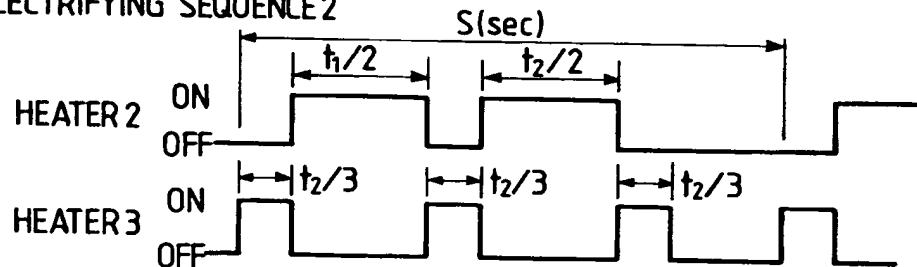 LECTRIFYING SEQUENCE 2
S(sec)
t₁/2 t₂/2
HEATER 2 ON
OFF
t₂/3 t₂/3 t₂/3
HEATER 3 ON
OFF